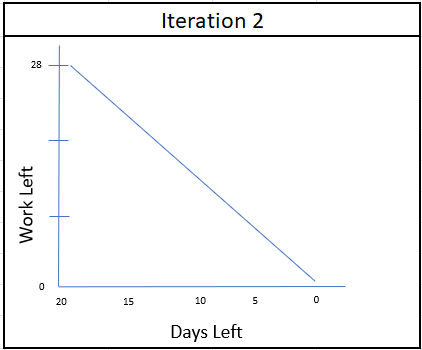 Iteration 2
28
Work Left
0
20 15 10 5 0
Days Left